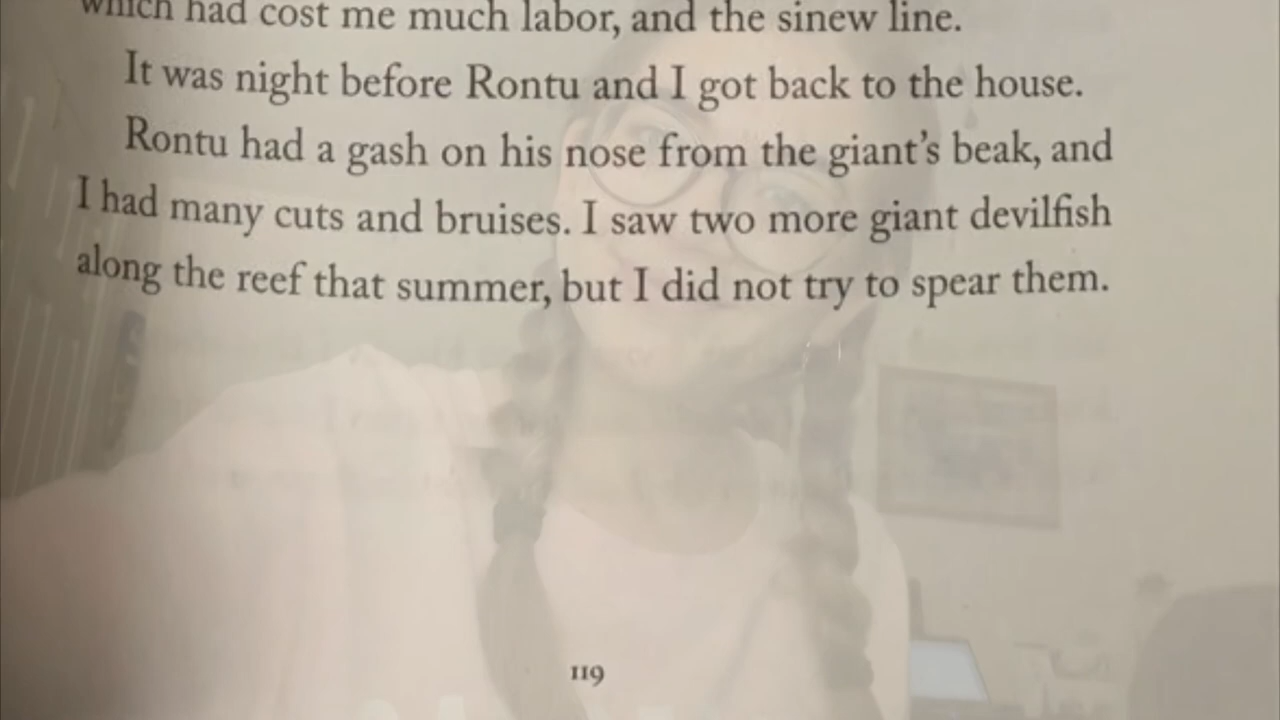 which had cost me much labor, and the sinew line.
It was night before Rontu and I got back to the house.
Rontu had a gash on his nose from the giant's beak, and
I had many cuts and bruises. I saw two more giant devilfish
along the reef that summer, but I did not try to spear them.
119